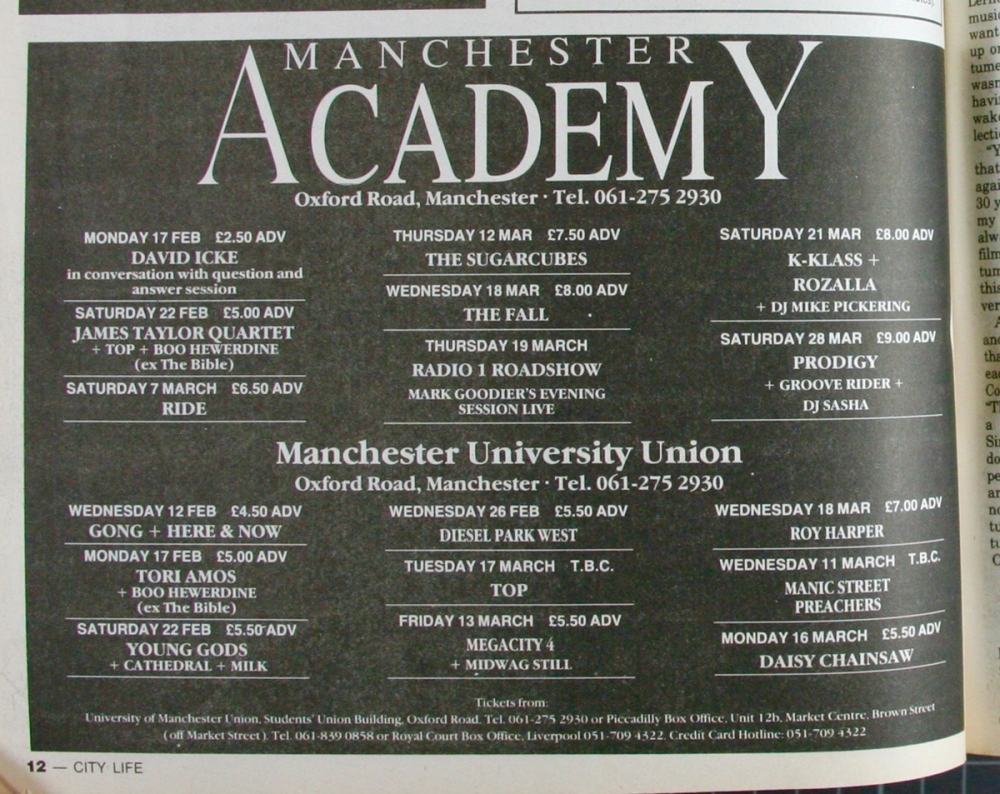 MANCHESTER
ACADEMY
Oxford Road, Manchester · Tel. 061-275 2930
MONDAY 17 FEB £2.50 ADV
DAVID ICKE
in conversation with question and
answer session
SATURDAY 22 FEB £5.00 ADV
JAMES TAYLOR QUARTET
+ TOP + BOO HEWERDINE
(ex The Bible)
SATURDAY 7 MARCH £6.50 ADV
RIDE
THURSDAY 12 MAR £7.50 ADV
THE SUGARCUBES
WEDNESDAY 18 MAR £8.00 ADV
THE FALL
THURSDAY 19 MARCH
RADIO 1 ROADSHOW
MARK GOODIER'S EVENING
SESSION LIVE
SATURDAY 21 MAR £8.00 ADV
K-KLASS +
ROZALLA
+ DJ MIKE PICKERING
SATURDAY 28 MAR £9.00 ADV
PRODIGY
+ GROOVE RIDER +
DJ SASHA
Manchester University Union
Oxford Road, Manchester · Tel. 061-275 2930
WEDNESDAY 12 FEB £4.50 ADV
GONG + HERE & NOW
MONDAY 17 FEB £5.00 ADV
TORI AMOS
+ BOO HEWERDINE
(ex The Bible)
SATURDAY 22 FEB £5.50 ADV
YOUNG GODS
+ CATHEDRAL + MILK
WEDNESDAY 26 FEB £5.50 ADV
DIESEL PARK WEST
TUESDAY 17 MARCH T.B.C.
TOP
FRIDAY 13 MARCH £5.50 ADV
MEGACITY 4
+ MIDWAG STILL
WEDNESDAY 18 MAR £7.00 ADV
ROY HARPER
WEDNESDAY 11 MARCH T.B.C.
MANIC STREET
PREACHERS
MONDAY 16 MARCH £5.50 ADV
DAISY CHAINSAW
Tickets from:
University of Manchester Union, Students' Union Building, Oxford Road. Tel. 061-275 2930 or Piccadilly Box Office, Unit 12b, Market Centre, Brown Street
(off Market Street). Tel. 061-839 0858 or Royal Court Box Office, Liverpool 051-709 4322. Credit Card Hotline: 051-709 4322
12 — CITY LIFE